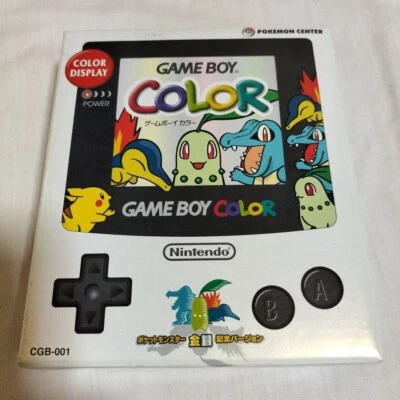 POKEMON CENTER
COLOR
DISPLAY
POWER
GAME BOY
COLOR
ゲームボーイ カラー
GAME BOY COLOR
Nintendo
B
A
ポケットモンスター 金銀 記念バージョン
CGB-001